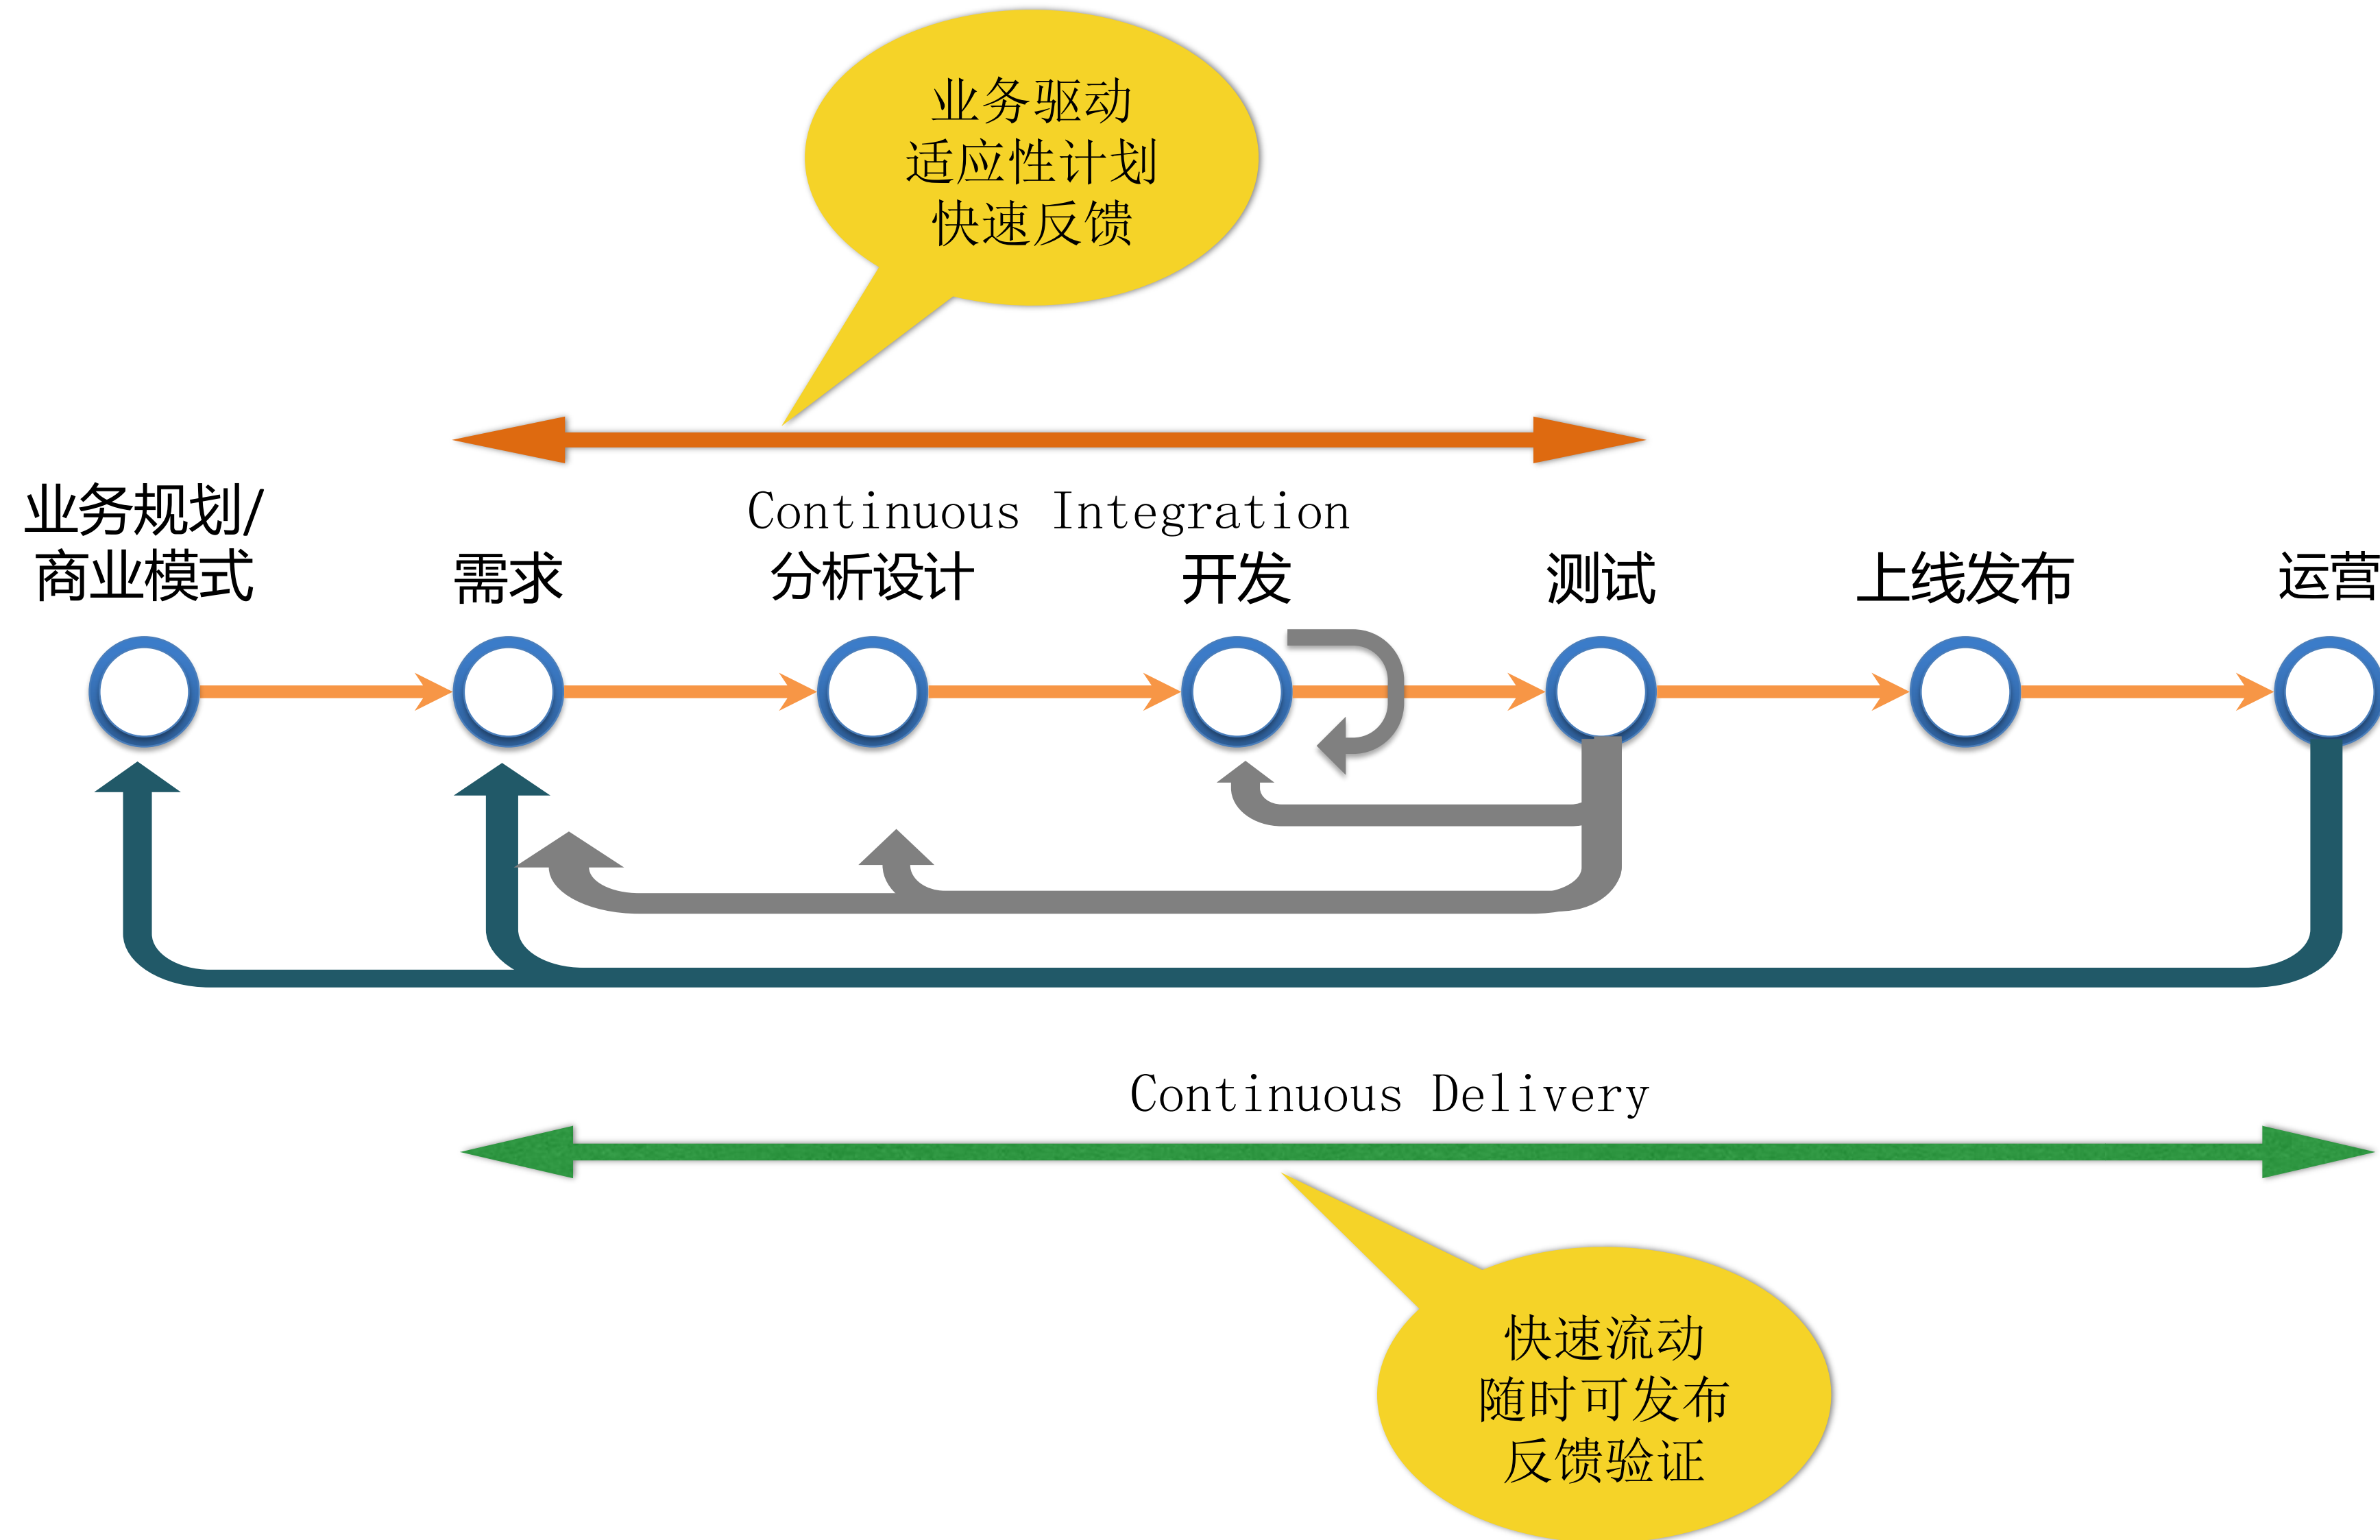 业务驱动
适应性计划
快速反馈
Continuous Integration
业务规划/
商业模式
需求
分析设计
开发
测试
上线发布
运营
Continuous Delivery
快速流动
随时可发布
反馈验证